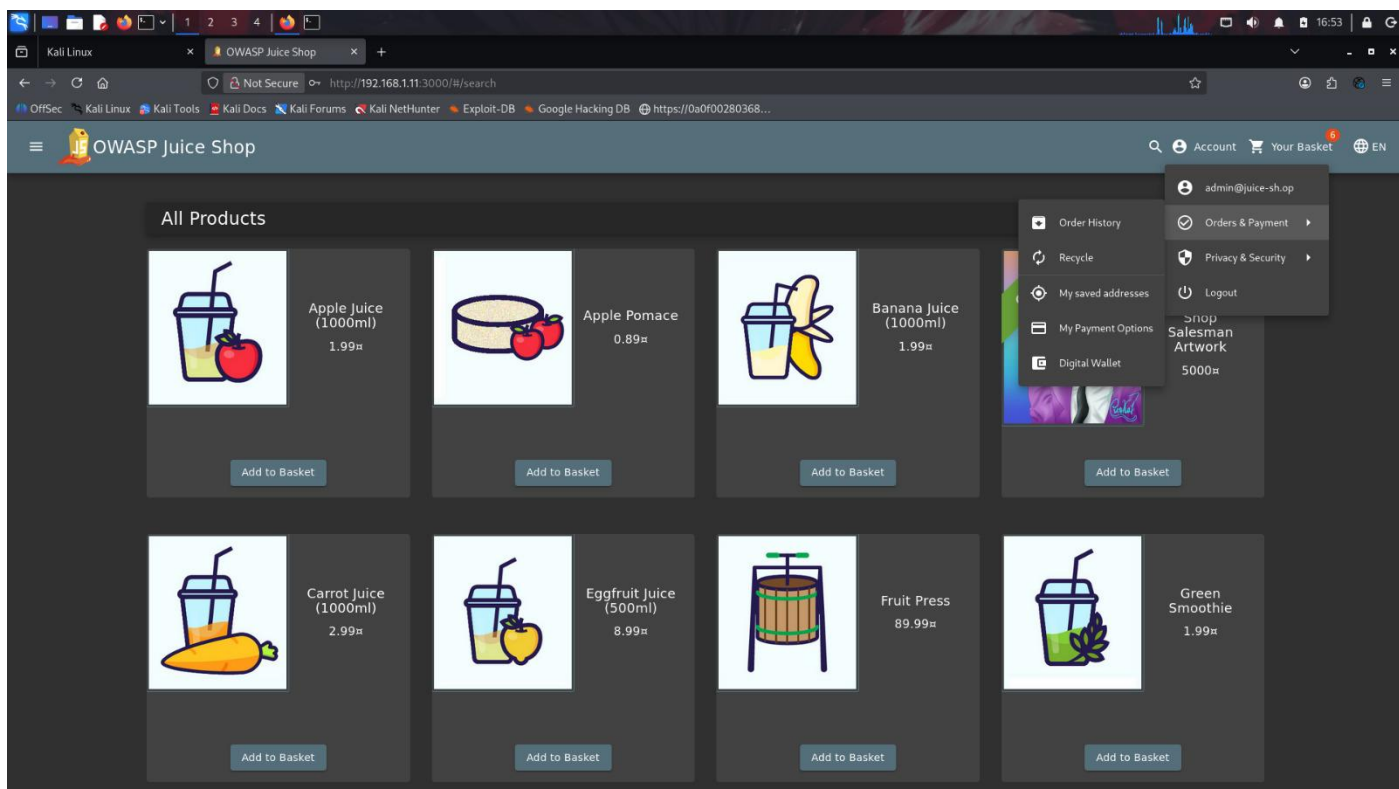 1 2 3 4
16:53
Kali Linux
OWASP Juice Shop
Not Secure
http://192.168.1.11:3000/#/search
OffSec
Kali Linux
Kali Tools
Kali Docs
Kali Forums
Kali NetHunter
Exploit-DB
Google Hacking DB
https://0a0f00280368...
OWASP Juice Shop
Account
Your Basket
6
EN
admin@juice-sh.op
Orders & Payment
Privacy & Security
Logout
Order History
Recycle
My saved addresses
My Payment Options
Digital Wallet
All Products
Apple Juice
(1000ml)
1.99¤
Add to Basket
Apple Pomace
0.89¤
Add to Basket
Banana Juice
(1000ml)
1.99¤
Add to Basket
Shop
Salesman
Artwork
5000¤
Add to Basket
Carrot Juice
(1000ml)
2.99¤
Add to Basket
Eggfruit Juice
(500ml)
8.99¤
Add to Basket
Fruit Press
89.99¤
Add to Basket
Green
Smoothie
1.99¤
Add to Basket